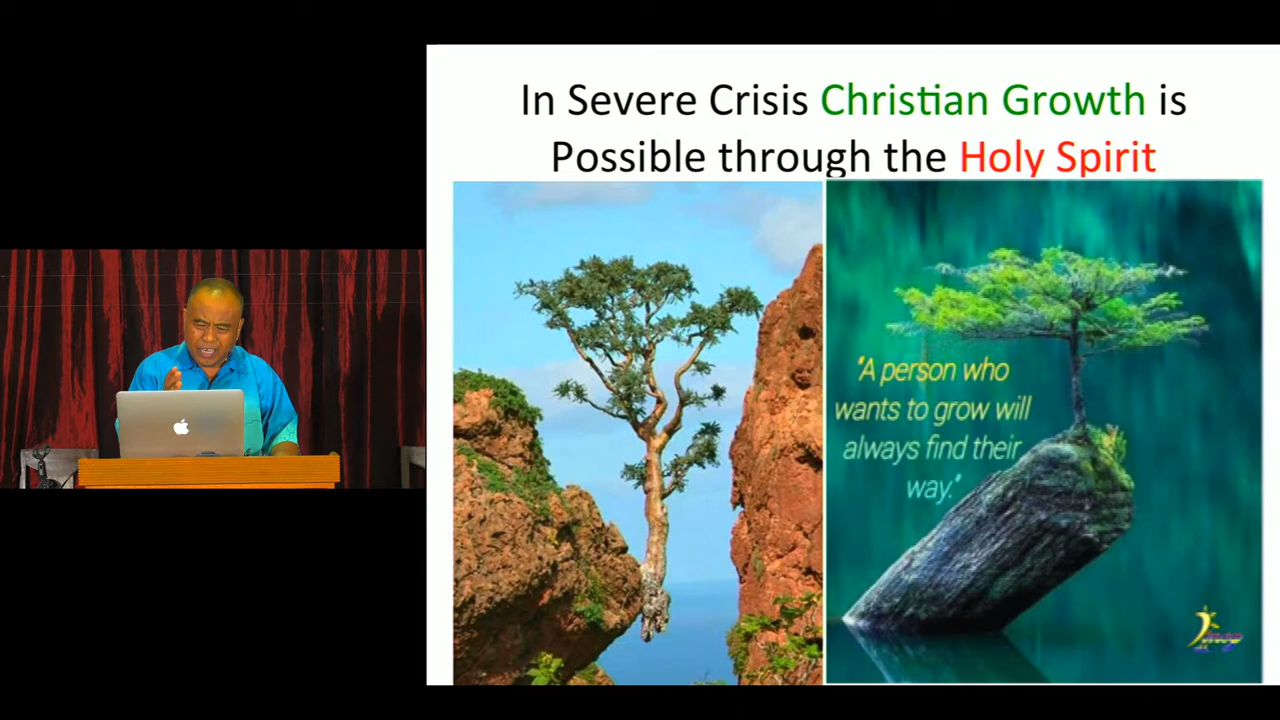 In Severe Crisis Christian Growth is
Possible through the Holy Spirit
"A person who
wants to grow will
always find their
way."